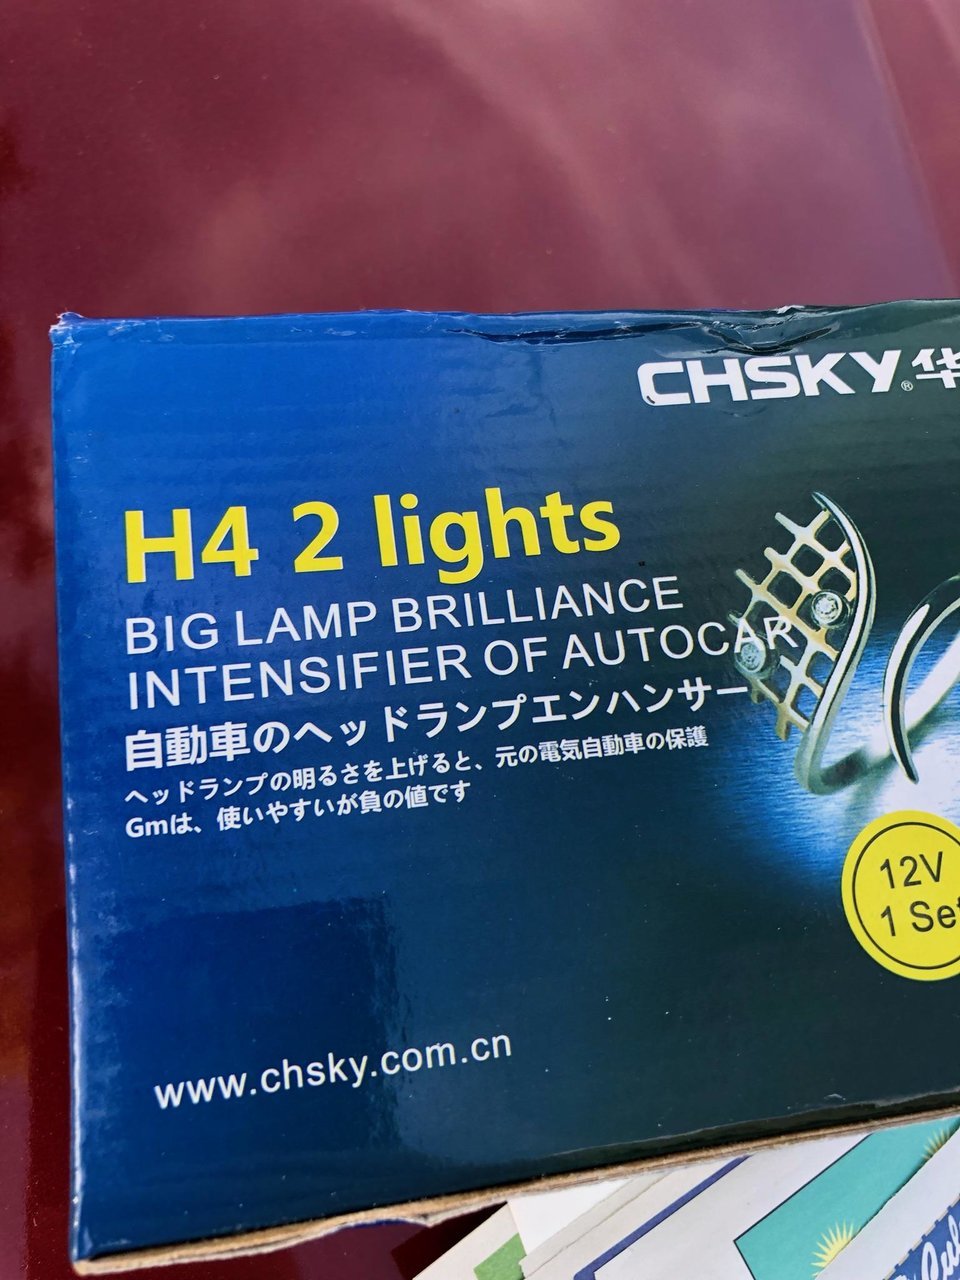 CHSKY® 华
H4 2 lights
BIG LAMP BRILLIANCE
INTENSIFIER OF AUTOCAR
自動車のヘッドランプエンハンサー
ヘッドランプの明るさを上げると、元の電気自動車の保護
Gmは、使いやすいが負の値です
12V
1 Set
www.chsky.com.cn